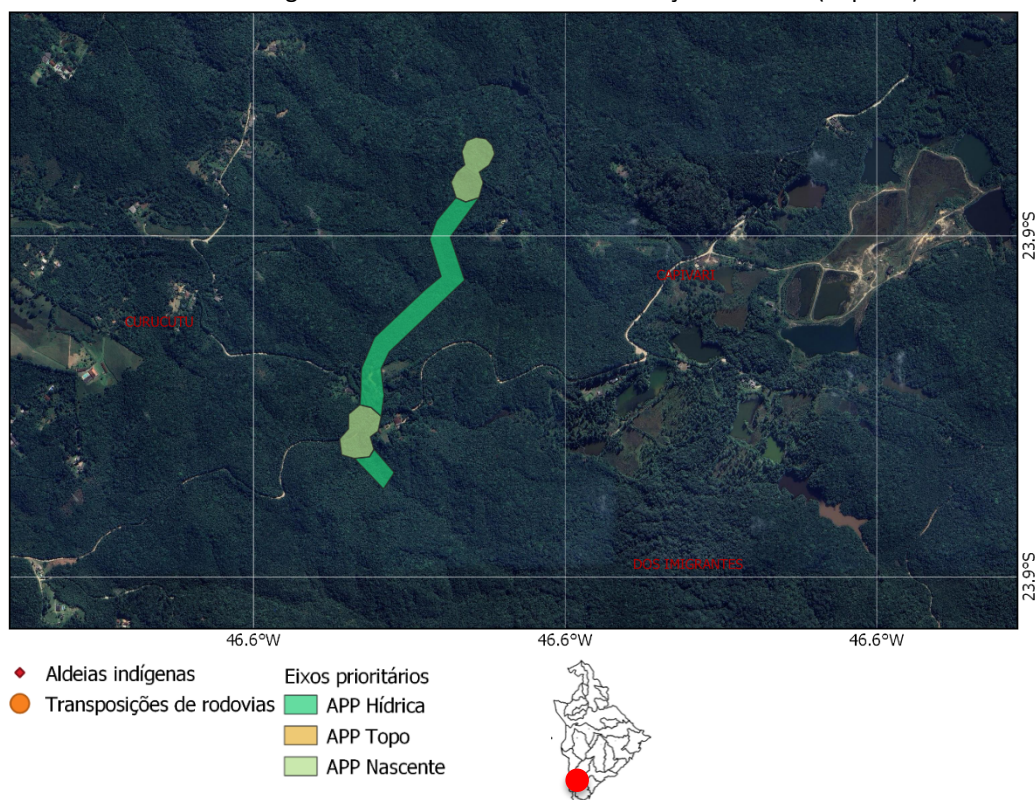 CAPIVARI
CURUCUTU
DOS IMIGRANTES
23.9°S
23.9°S
46.6°W
46.6°W
46.6°W
Aldeias indígenas
Transposições de rodovias
Eixos prioritários
APP Hídrica
APP Topo
APP Nascente